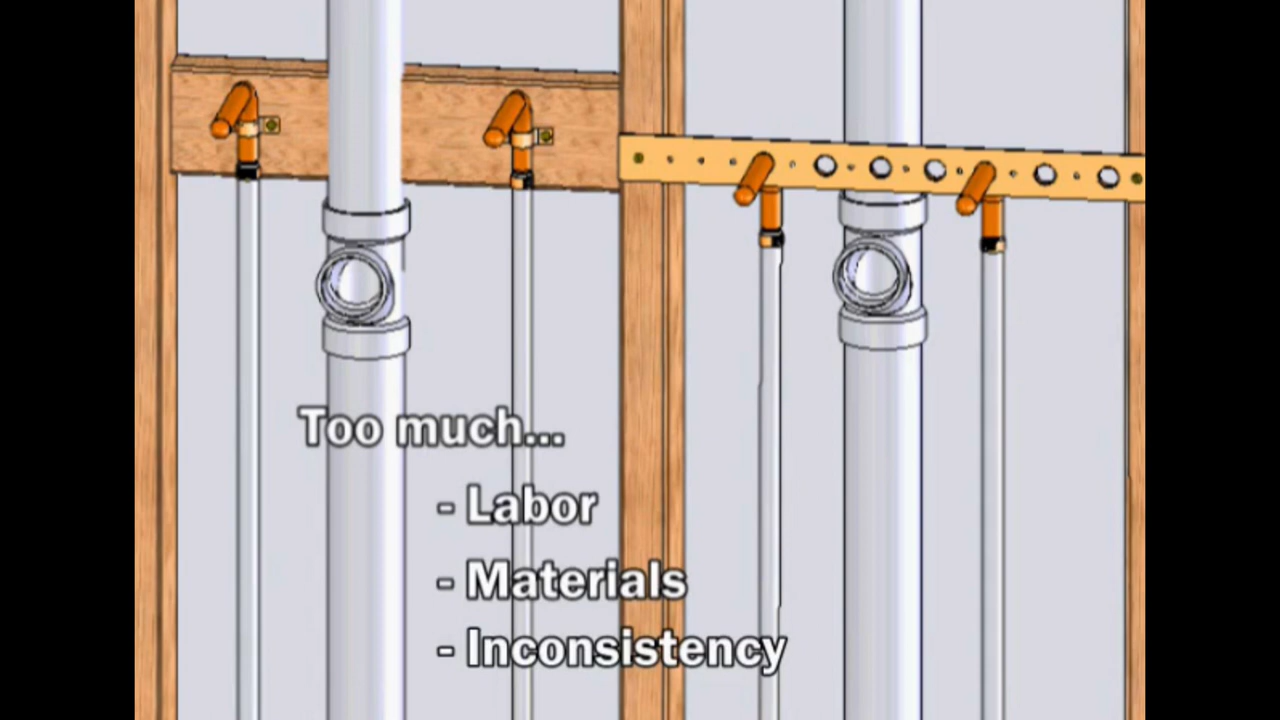 Too much...
- Labor
- Materials
- Inconsistency